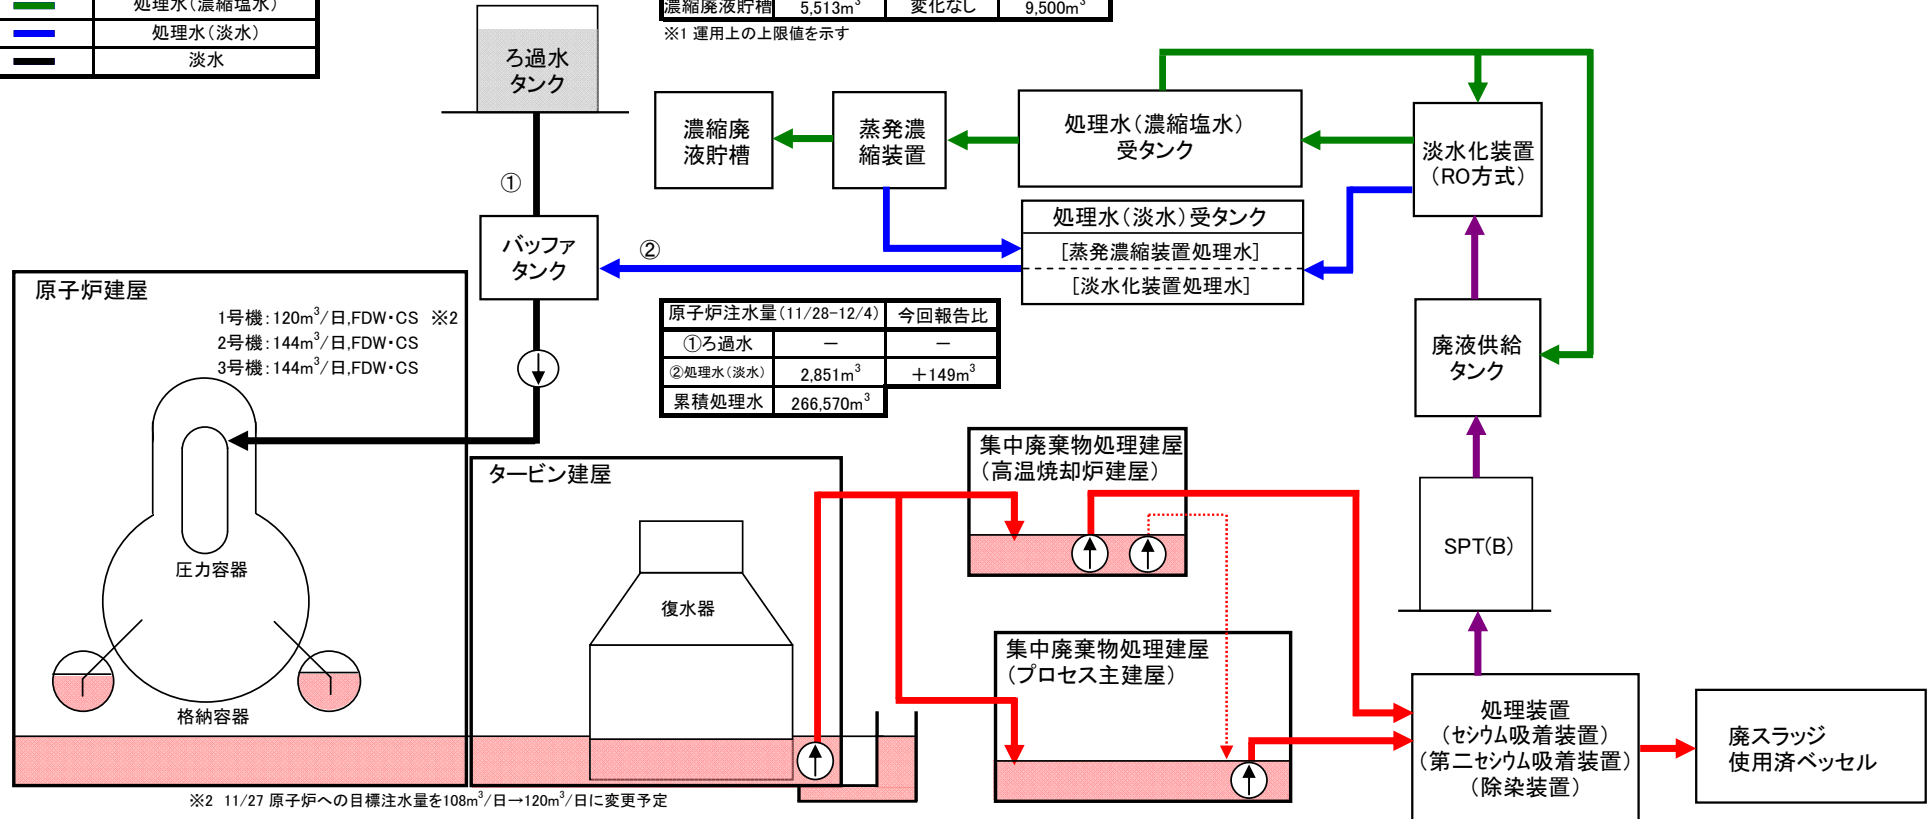 処理水(濃縮塩水)
処理水(淡水)
淡水
濃縮廃液貯槽 5,513m³ 変化なし 9,500m³
※1 運用上の上限値を示す
ろ過水
タンク
濃縮廃
液貯槽
蒸発濃
縮装置
処理水(濃縮塩水)
受タンク
淡水化装置
(RO方式)
①
処理水(淡水)受タンク
[蒸発濃縮装置処理水]
[淡水化装置処理水]
バッファ
タンク
②
原子炉建屋
1号機:120m³/日,FDW・CS ※2
2号機:144m³/日,FDW・CS
3号機:144m³/日,FDW・CS
原子炉注水量(11/28-12/4) 今回報告比
①ろ過水 － －
②処理水(淡水) 2,851m³ ＋149m³
累積処理水 266,570m³
廃液供給
タンク
圧力容器
格納容器
タービン建屋
復水器
集中廃棄物処理建屋
(高温焼却炉建屋)
SPT(B)
集中廃棄物処理建屋
(プロセス主建屋)
処理装置
(セシウム吸着装置)
(第二セシウム吸着装置)
(除染装置)
廃スラッジ
使用済ベッセル
※2 11/27 原子炉への目標注水量を108m³/日→120m³/日に変更予定